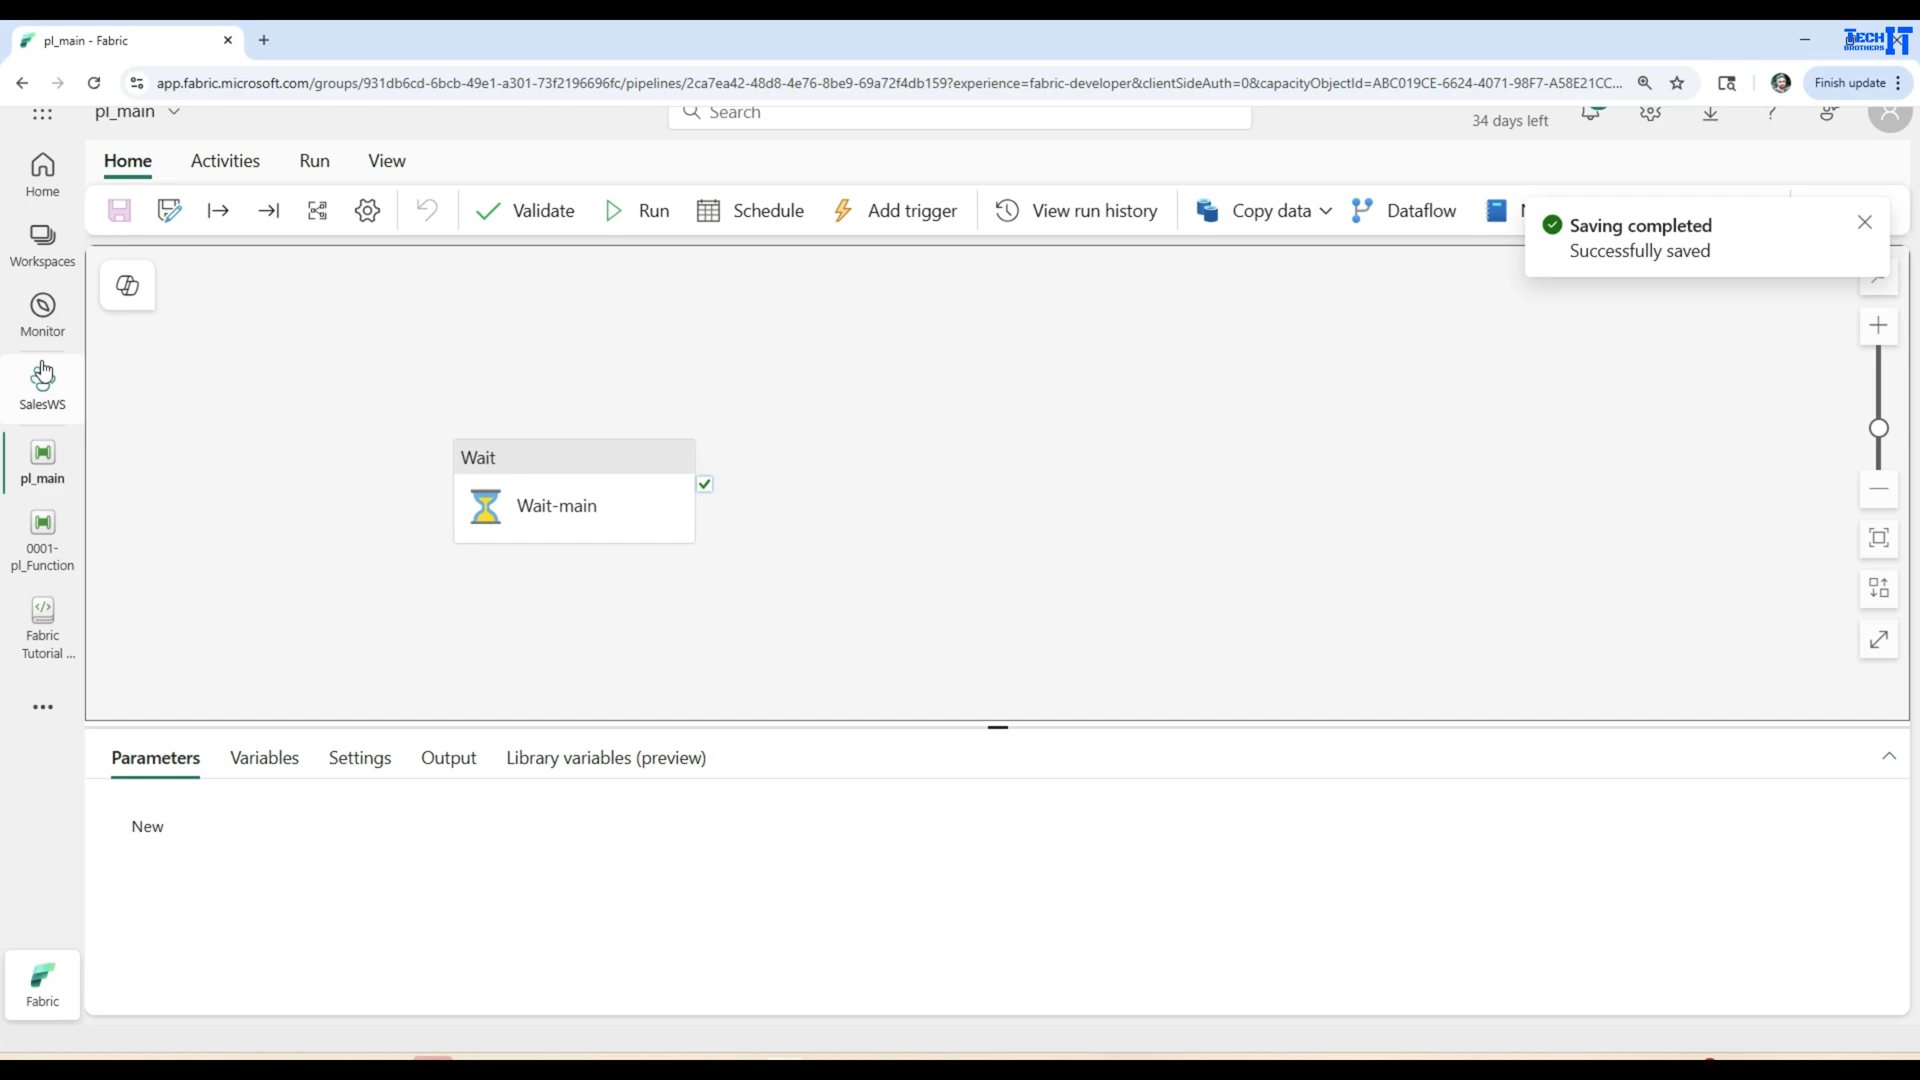 pl_main - Fabric
TECH IT
BROTHERS
app.fabric.microsoft.com/groups/931db6cd-6bcb-49e1-a301-73f2196696fc/pipelines/2ca7ea42-48d8-4e76-8be9-69a72f4db159?experience=fabric-developer&clientSideAuth=0&capacityObjectId=ABC019CE-6624-4071-98F7-A58E21CC...
Finish update
pl_main
Search
34 days left
Home
Activities
Run
View
Validate
Run
Schedule
Add trigger
View run history
Copy data
Dataflow
Saving completed
Successfully saved
Home
Workspaces
Monitor
SalesWS
pl_main
0001-
pl_Function
Fabric
Tutorial ...
Fabric
Wait
Wait-main
Parameters
Variables
Settings
Output
Library variables (preview)
New